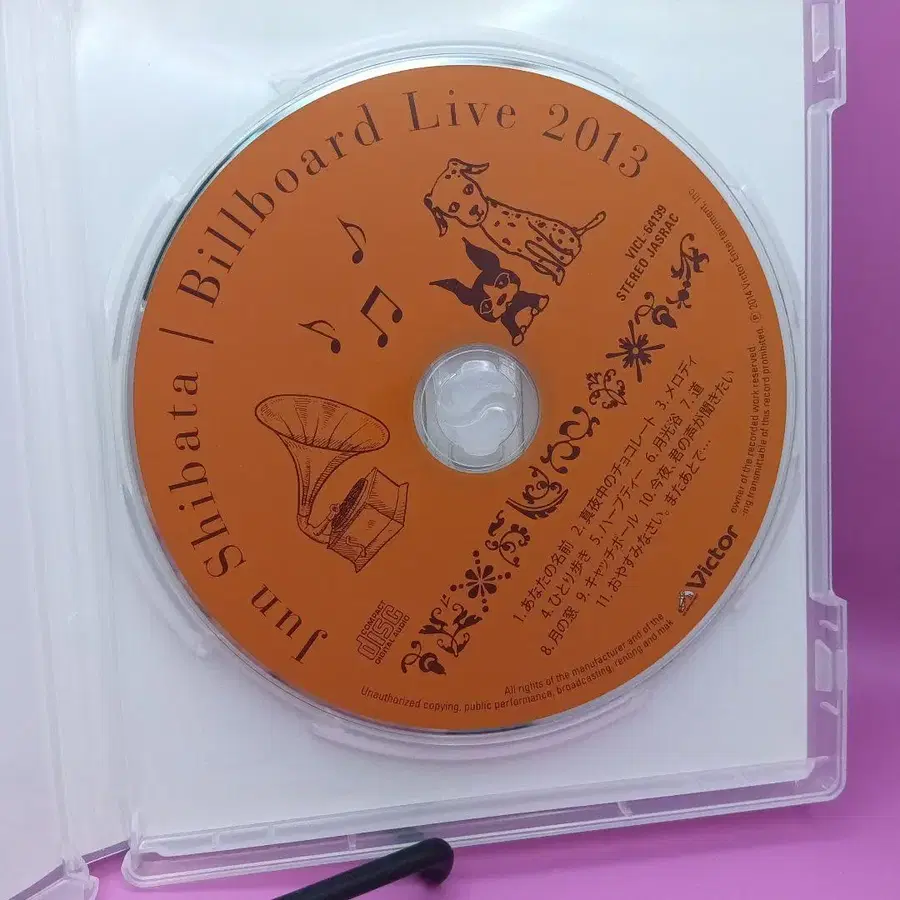 Jun Shibata / Billboard Live 2013
VICL-64139
STEREO JASRAC
1. あなたの名前 2. 真夜中のチョコレート 3. メロディ
4. ひとり歩き 5. ハーブティー 6. 月光浴 7. 道
8. 月の窓 9. キャッチボール 10. 今夜、君の声が聞きたい
11. おやすみなさい。またあとで…
COMPACT
disc
DIGITAL AUDIO
Victor
Unauthorized copying, public performance, broadcasting, renting and mak
-ing transmittable of this record prohibited. ℗ 2014 Victor Entertainment, Inc
All rights of the manufacturer and of the
owner of the recorded work reserved.